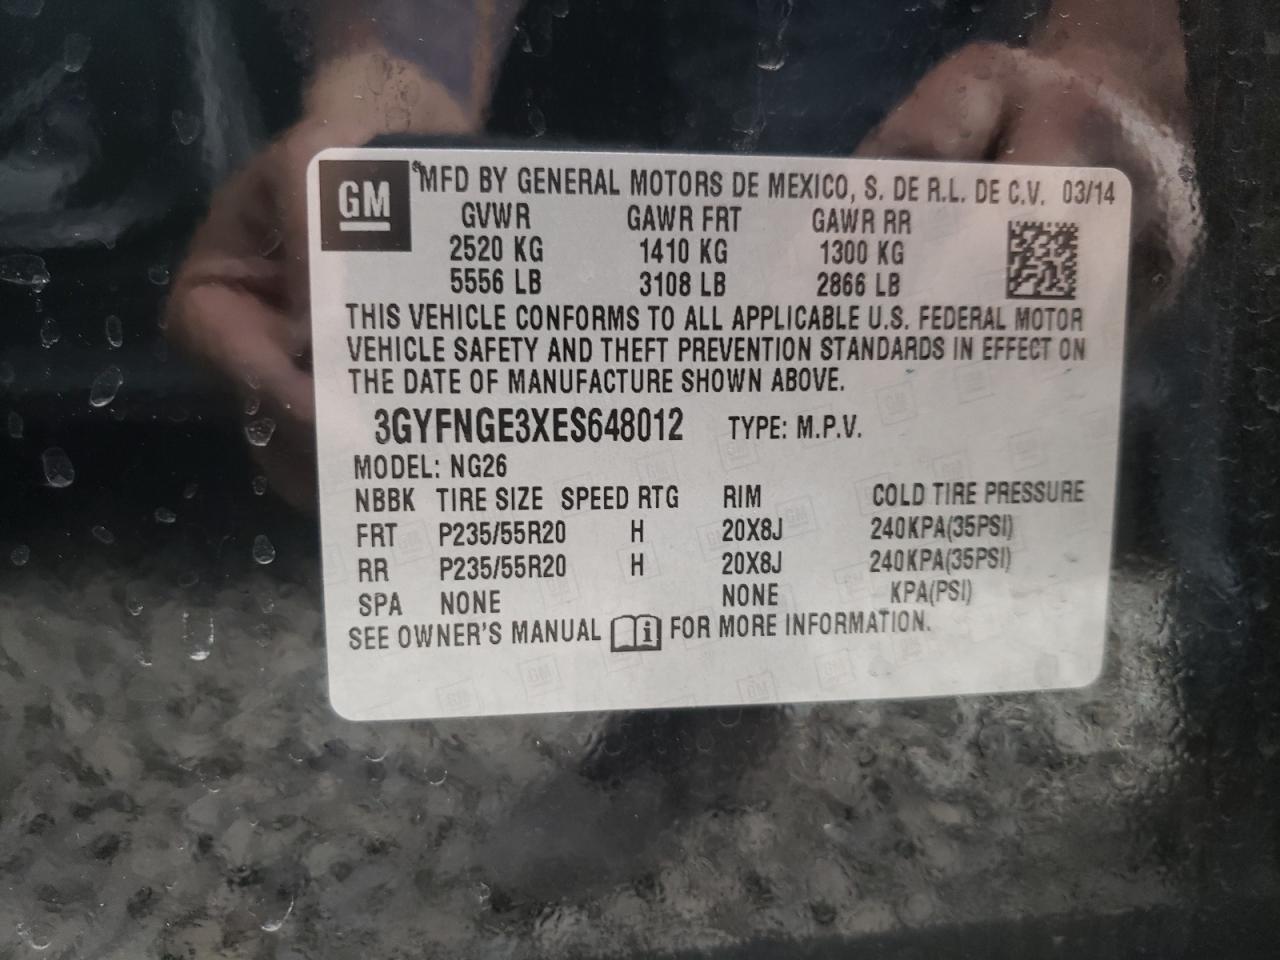 GM
MFD BY GENERAL MOTORS DE MEXICO, S. DE R.L. DE C.V. 03/14
GVWR GAWR FRT GAWR RR
2520 KG 1410 KG 1300 KG
5556 LB 3108 LB 2866 LB
THIS VEHICLE CONFORMS TO ALL APPLICABLE U.S. FEDERAL MOTOR
VEHICLE SAFETY AND THEFT PREVENTION STANDARDS IN EFFECT ON
THE DATE OF MANUFACTURE SHOWN ABOVE.
3GYFNGE3XES648012 TYPE: M.P.V.
MODEL: NG26
NBBK TIRE SIZE SPEED RTG RIM COLD TIRE PRESSURE
FRT P235/55R20 H 20X8J 240KPA(35PSI)
RR P235/55R20 H 20X8J 240KPA(35PSI)
SPA NONE NONE KPA(PSI)
SEE OWNER'S MANUAL FOR MORE INFORMATION.